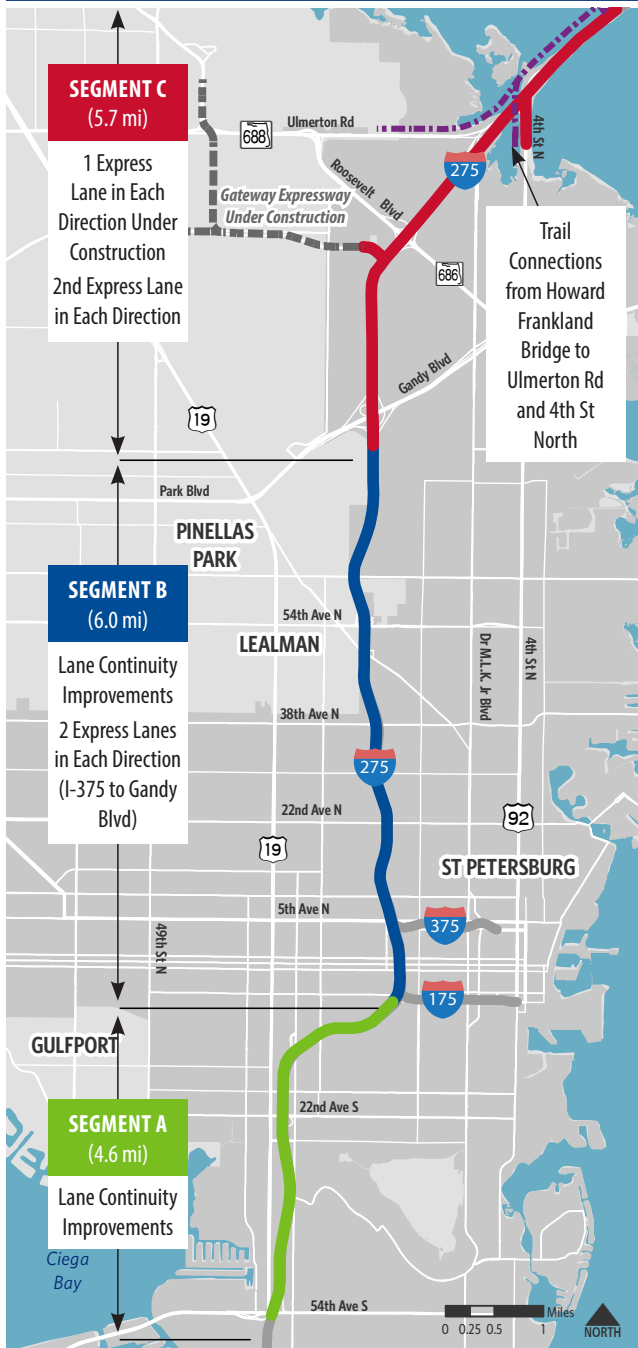 SEGMENT C
(5.7 mi)
1 Express
Lane in Each
Direction Under
Construction
2nd Express Lane
in Each Direction
688
Ulmerton Rd
4th St N
275
Roosevelt Blvd
Gateway Expressway
Under Construction
686
Trail
Connections
from Howard
Frankland
Bridge to
Ulmerton Rd
and 4th St
North
Gandy Blvd
19
Park Blvd
PINELLAS
PARK
SEGMENT B
(6.0 mi)
Lane Continuity
Improvements
2 Express Lanes
in Each Direction
(I-375 to Gandy
Blvd)
54th Ave N
LEALMAN
Dr M.L.K. Jr Blvd
4th St N
38th Ave N
275
22nd Ave N
92
19
ST PETERSBURG
5th Ave N
375
49th St N
175
GULFPORT
22nd Ave S
SEGMENT A
(4.6 mi)
Lane Continuity
Improvements
Ciega
Bay
54th Ave S
Miles
0 0.25 0.5 1
NORTH